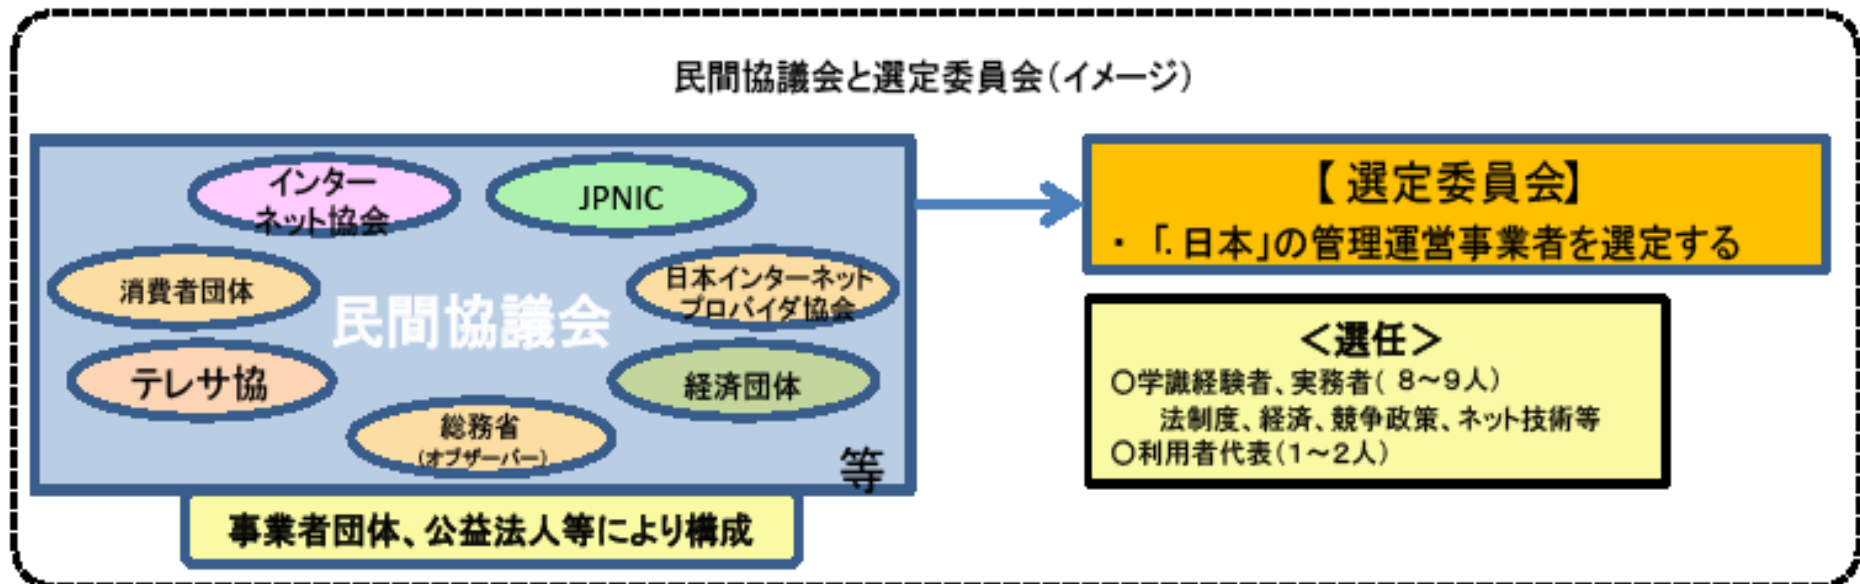 民間協議会と選定委員会(イメージ)
インター
ネット協会
JPNIC
消費者団体
日本インターネット
プロバイダ協会
民間協議会
テレサ協
経済団体
総務省
(オブザーバー)
等
事業者団体、公益法人等により構成
【 選定委員会】
・ 「.日本」の管理運営事業者を選定する
＜選任＞
○学識経験者、実務者( 8～9人)
法制度、経済、競争政策、ネット技術等
○利用者代表(1～2人)